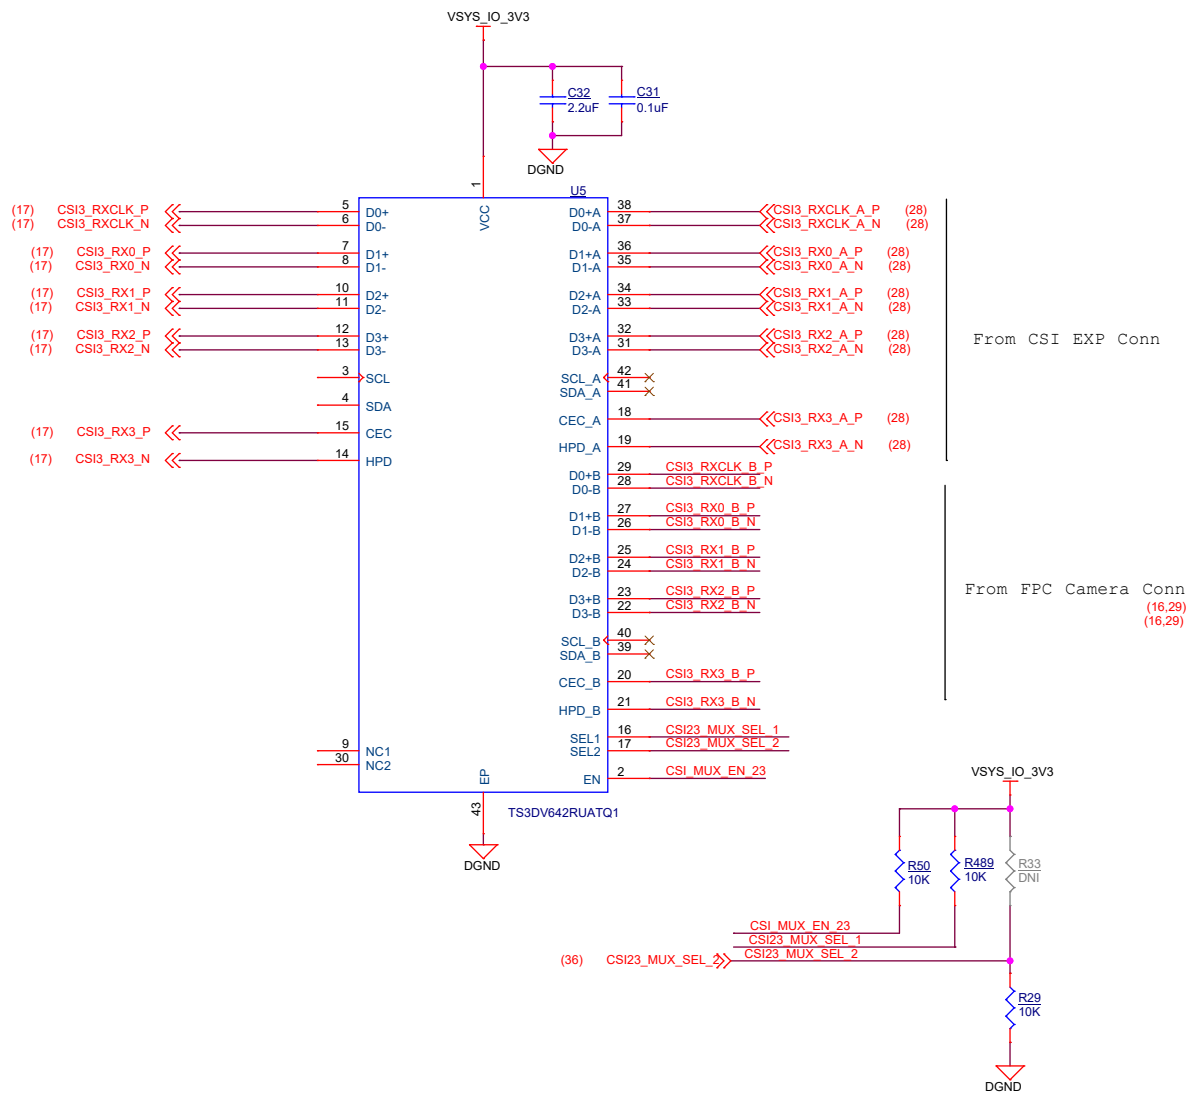 VSYS_IO_3V3
C32
2.2uF
C31
0.1uF
DGND
1
VCC
U5
(17) CSI3_RXCLK_P 5 D0+
(17) CSI3_RXCLK_N 6 D0-
(17) CSI3_RX0_P 7 D1+
(17) CSI3_RX0_N 8 D1-
(17) CSI3_RX1_P 10 D2+
(17) CSI3_RX1_N 11 D2-
(17) CSI3_RX2_P 12 D3+
(17) CSI3_RX2_N 13 D3-
3 SCL
4 SDA
(17) CSI3_RX3_P 15 CEC
(17) CSI3_RX3_N 14 HPD
9 NC1
30 NC2
D0+A 38 CSI3_RXCLK_A_P (28)
D0-A 37 CSI3_RXCLK_A_N (28)
D1+A 36 CSI3_RX0_A_P (28)
D1-A 35 CSI3_RX0_A_N (28)
D2+A 34 CSI3_RX1_A_P (28)
D2-A 33 CSI3_RX1_A_N (28)
D3+A 32 CSI3_RX2_A_P (28)
D3-A 31 CSI3_RX2_A_N (28)
SCL_A 42
SDA_A 41
CEC_A 18 CSI3_RX3_A_P (28)
HPD_A 19 CSI3_RX3_A_N (28)
From CSI EXP Conn
D0+B 29 CSI3_RXCLK_B_P
D0-B 28 CSI3_RXCLK_B_N
D1+B 27 CSI3_RX0_B_P
D1-B 26 CSI3_RX0_B_N
D2+B 25 CSI3_RX1_B_P
D2-B 24 CSI3_RX1_B_N
D3+B 23 CSI3_RX2_B_P
D3-B 22 CSI3_RX2_B_N
SCL_B 40
SDA_B 39
CEC_B 20 CSI3_RX3_B_P
HPD_B 21 CSI3_RX3_B_N
From FPC Camera Conn
(16,29)
(16,29)
SEL1 16 CSI23_MUX_SEL_1
SEL2 17 CSI23_MUX_SEL_2
EN 2 CSI_MUX_EN_23
EP
43
TS3DV642RUATQ1
DGND
VSYS_IO_3V3
R50
10K
R489
10K
R33
DNI
CSI_MUX_EN_23
CSI23_MUX_SEL_1
(36) CSI23_MUX_SEL_2 CSI23_MUX_SEL_2
R29
10K
DGND